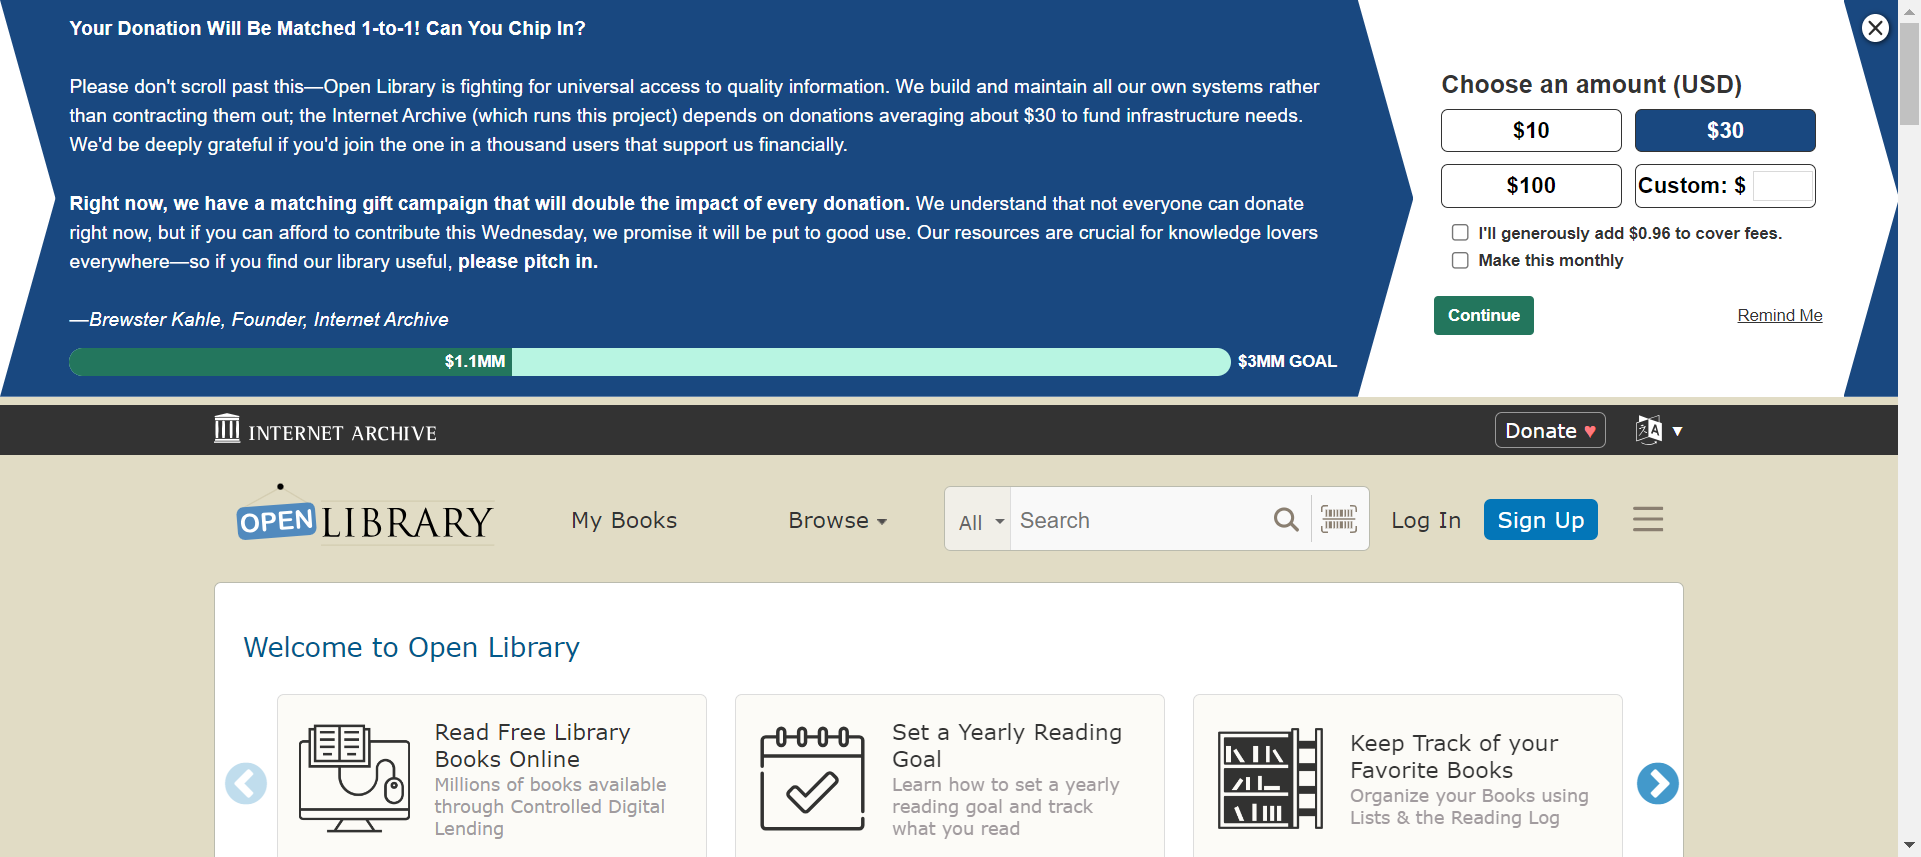 Your Donation Will Be Matched 1-to-1! Can You Chip In?
Please don't scroll past this—Open Library is fighting for universal access to quality information. We build and maintain all our own systems rather
than contracting them out; the Internet Archive (which runs this project) depends on donations averaging about $30 to fund infrastructure needs.
We'd be deeply grateful if you'd join the one in a thousand users that support us financially.
Right now, we have a matching gift campaign that will double the impact of every donation. We understand that not everyone can donate
right now, but if you can afford to contribute this Wednesday, we promise it will be put to good use. Our resources are crucial for knowledge lovers
everywhere—so if you find our library useful, please pitch in.
—Brewster Kahle, Founder, Internet Archive
$1.1MM
$3MM GOAL
Choose an amount (USD)
$10
$30
$100
Custom: $
I'll generously add $0.96 to cover fees.
Make this monthly
Continue
Remind Me
INTERNET ARCHIVE
Donate ♥
OPEN LIBRARY
My Books
Browse
All
Search
Log In
Sign Up
Welcome to Open Library
Read Free Library
Books Online
Millions of books available
through Controlled Digital
Lending
Set a Yearly Reading
Goal
Learn how to set a yearly
reading goal and track
what you read
Keep Track of your
Favorite Books
Organize your Books using
Lists & the Reading Log